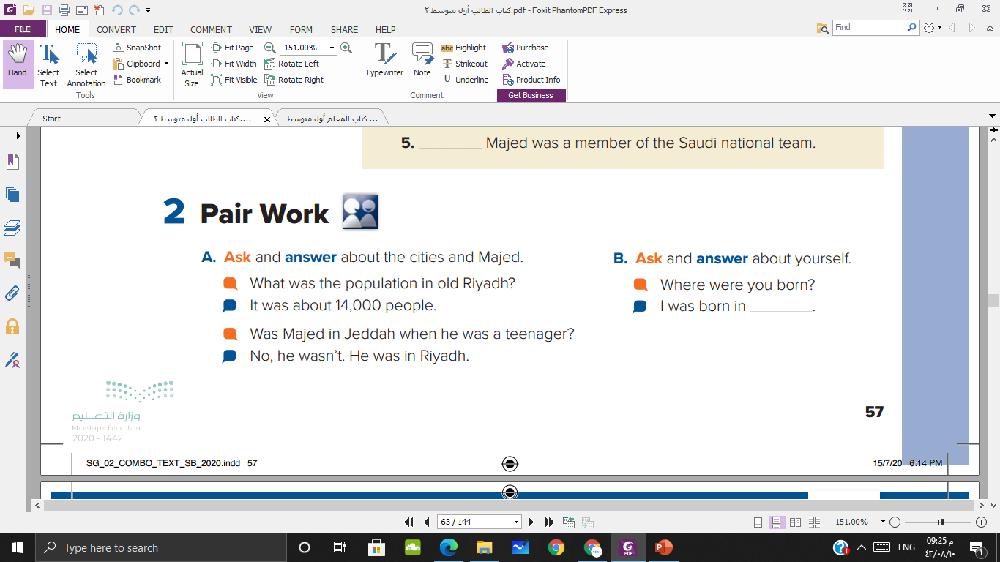 كتاب الطالب أول متوسط ٢.pdf - Foxit PhantomPDF Express
FILE HOME CONVERT EDIT COMMENT VIEW FORM SHARE HELP
Find
Hand
Select Text
Select Annotation
SnapShot
Clipboard
Bookmark
Tools
Actual Size
Fit Page
Fit Width
Fit Visible
151.00%
Rotate Left
Rotate Right
View
Typewriter
Note
Highlight
Strikeout
Underline
Comment
Purchase
Activate
Product Info
Get Business
Start
كتاب الطالب أول متوسط ٢....
كتاب المعلم أول متوسط ...
5. ________ Majed was a member of the Saudi national team.
2 Pair Work
A. Ask and answer about the cities and Majed.
What was the population in old Riyadh?
It was about 14,000 people.
Was Majed in Jeddah when he was a teenager?
No, he wasn't. He was in Riyadh.
B. Ask and answer about yourself.
Where were you born?
I was born in ________.
وزارة التعليم
Ministry of Education
2020 - 1442
57
SG_02_COMBO_TEXT_SB_2020.indd 57
15/7/20 6:14 PM
63 / 144
151.00%
Type here to search
ENG
09:25 م
٤٢/٠٨/١٠